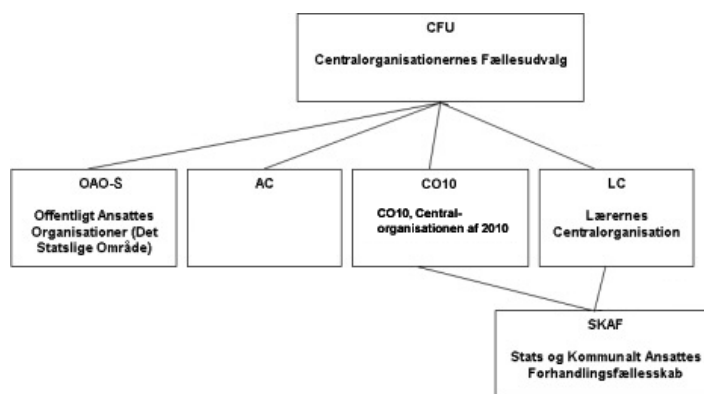 CFU
Centralorganisationernes Fællesudvalg
OAO-S
Offentligt Ansattes
Organisationer (Det
Statslige Område)
AC
CO10
CO10, Central-
organisationen af 2010
LC
Lærernes
Centralorganisation
SKAF
Stats og Kommunalt Ansattes
Forhandlingsfællesskab